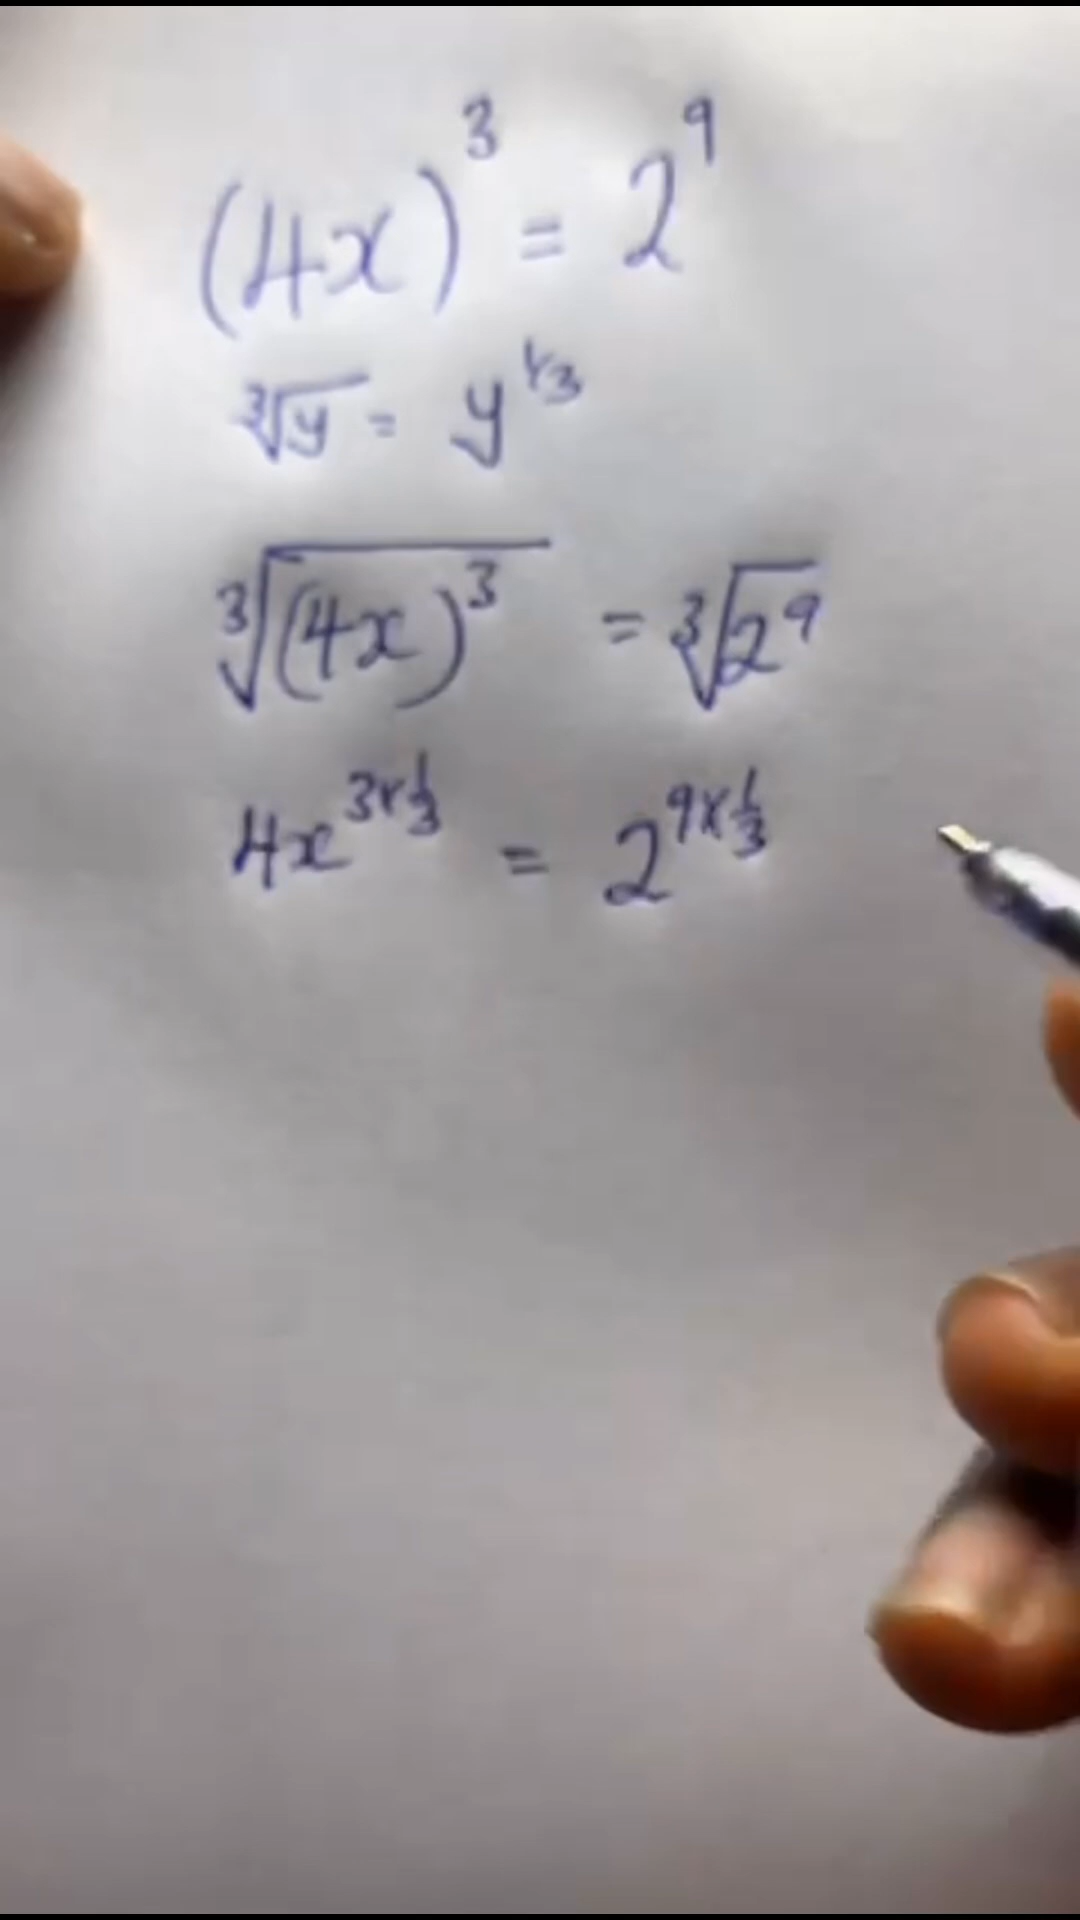 (4x)³ = 2⁹
∛y = y^1/3
∛(4x)³ = ∛2⁹
4x^3×1/3 = 2^9×1/3